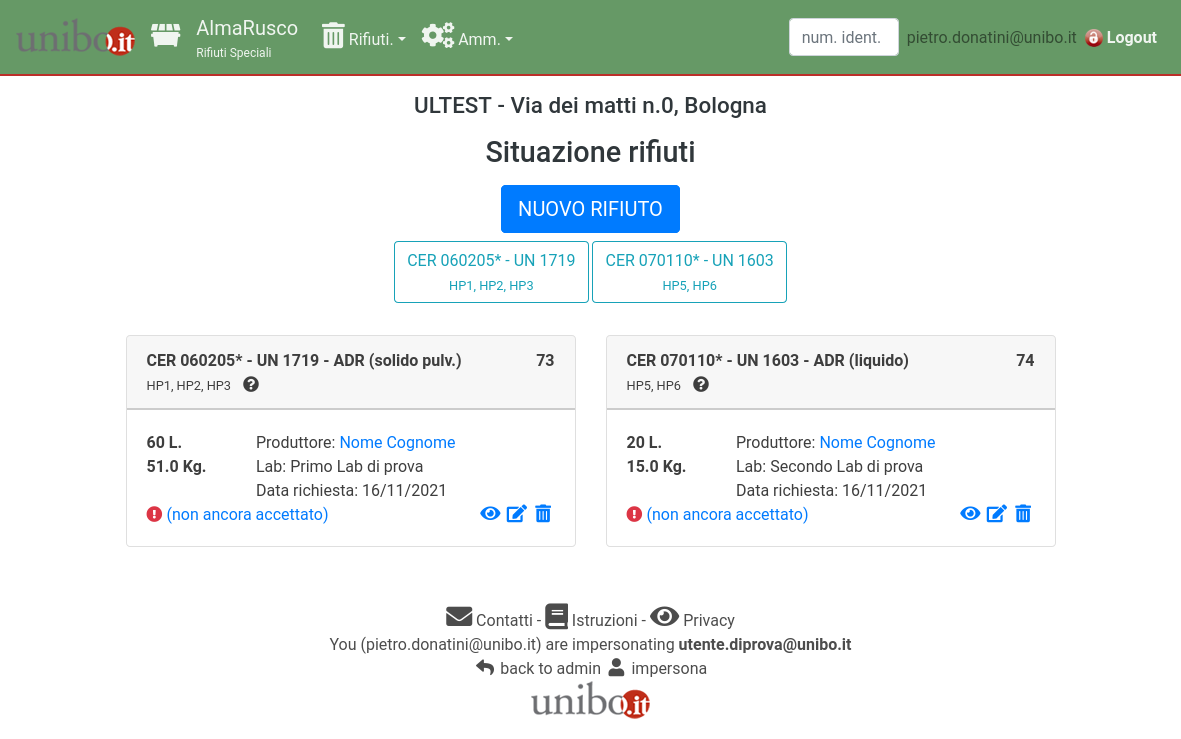 unibo.it AlmaRusco Rifiuti. Amm. num. ident. pietro.donatini@unibo.it Logout
Rifiuti Speciali
ULTEST - Via dei matti n.0, Bologna
Situazione rifiuti
NUOVO RIFIUTO
CER 060205* - UN 1719 CER 070110* - UN 1603
HP1, HP2, HP3 HP5, HP6
CER 060205* - UN 1719 - ADR (solido pulv.) 73
HP1, HP2, HP3
60 L. Produttore: Nome Cognome
51.0 Kg. Lab: Primo Lab di prova
Data richiesta: 16/11/2021
(non ancora accettato)
CER 070110* - UN 1603 - ADR (liquido) 74
HP5, HP6
20 L. Produttore: Nome Cognome
15.0 Kg. Lab: Secondo Lab di prova
Data richiesta: 16/11/2021
(non ancora accettato)
Contatti - Istruzioni - Privacy
You (pietro.donatini@unibo.it) are impersonating utente.diprova@unibo.it
back to admin impersona
unibo.it